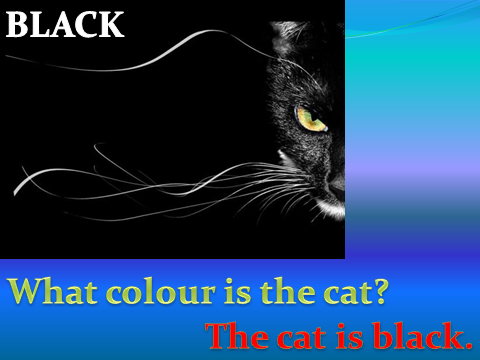 BLACK
What colour is the cat?
The cat is black.